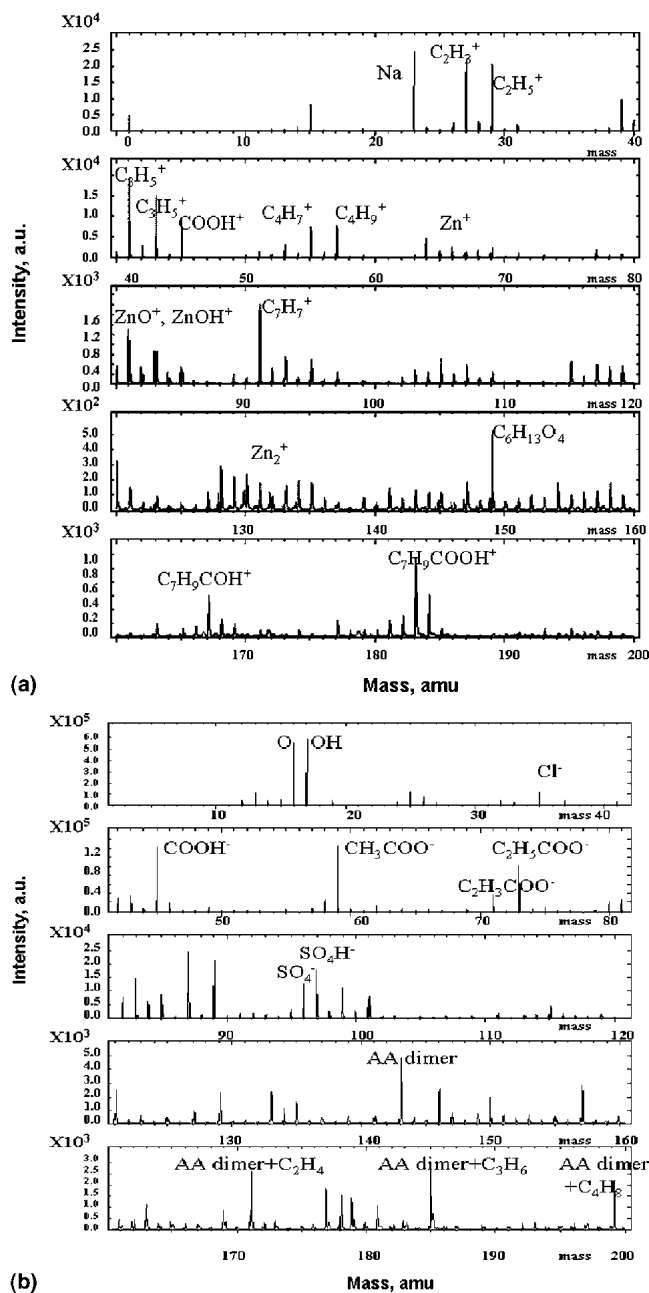 X10⁴
2.5
2.0
1.5
1.0
0.5
0.0
Na
C₂H₃⁺
C₂H₅⁺
0 10 20 30 mass 40
X10⁴
2.0
1.5
1.0
0.5
0.0
C₃H₅⁺
C₃H₅⁺
COOH⁺
C₄H₇⁺
C₄H₉⁺
Zn⁺
40 50 60 70 mass 80
Intensity, a.u.
X10³
1.6
1.2
0.8
0.4
0.0
ZnO⁺, ZnOH⁺
C₇H₇⁺
90 100 110 mass 120
X10²
5.0
4.0
3.0
2.0
1.0
0.0
Zn₂⁺
C₆H₁₃O₄
130 140 150 mass 160
X10³
1.0
0.8
0.6
0.4
0.2
0.0
C₇H₉COH⁺
C₇H₉COOH⁺
170 180 190 mass 200
(a)
Mass, amu
X10⁵
6.0
5.0
4.0
3.0
2.0
1.0
0.0
O
OH
Cl⁻
10 20 30 mass 40
X10⁵
1.2
0.8
0.4
0.0
COOH⁻
CH₃COO⁻
C₂H₅COO⁻
C₂H₃COO⁻
50 60 70 mass 80
Intensity, a.u.
X10⁴
3.0
2.5
2.0
1.5
1.0
0.5
0.0
SO₄H⁻
SO₄⁻
90 100 110 mass 120
X10³
5.0
4.0
3.0
2.0
1.0
0.0
AA dimer
130 140 150 mass 160
X10³
3.0
2.5
2.0
1.5
1.0
0.5
0.0
AA dimer+C₂H₄
AA dimer+C₃H₆
AA dimer
+C₄H₈
170 180 190 mass 200
(b)
Mass, amu